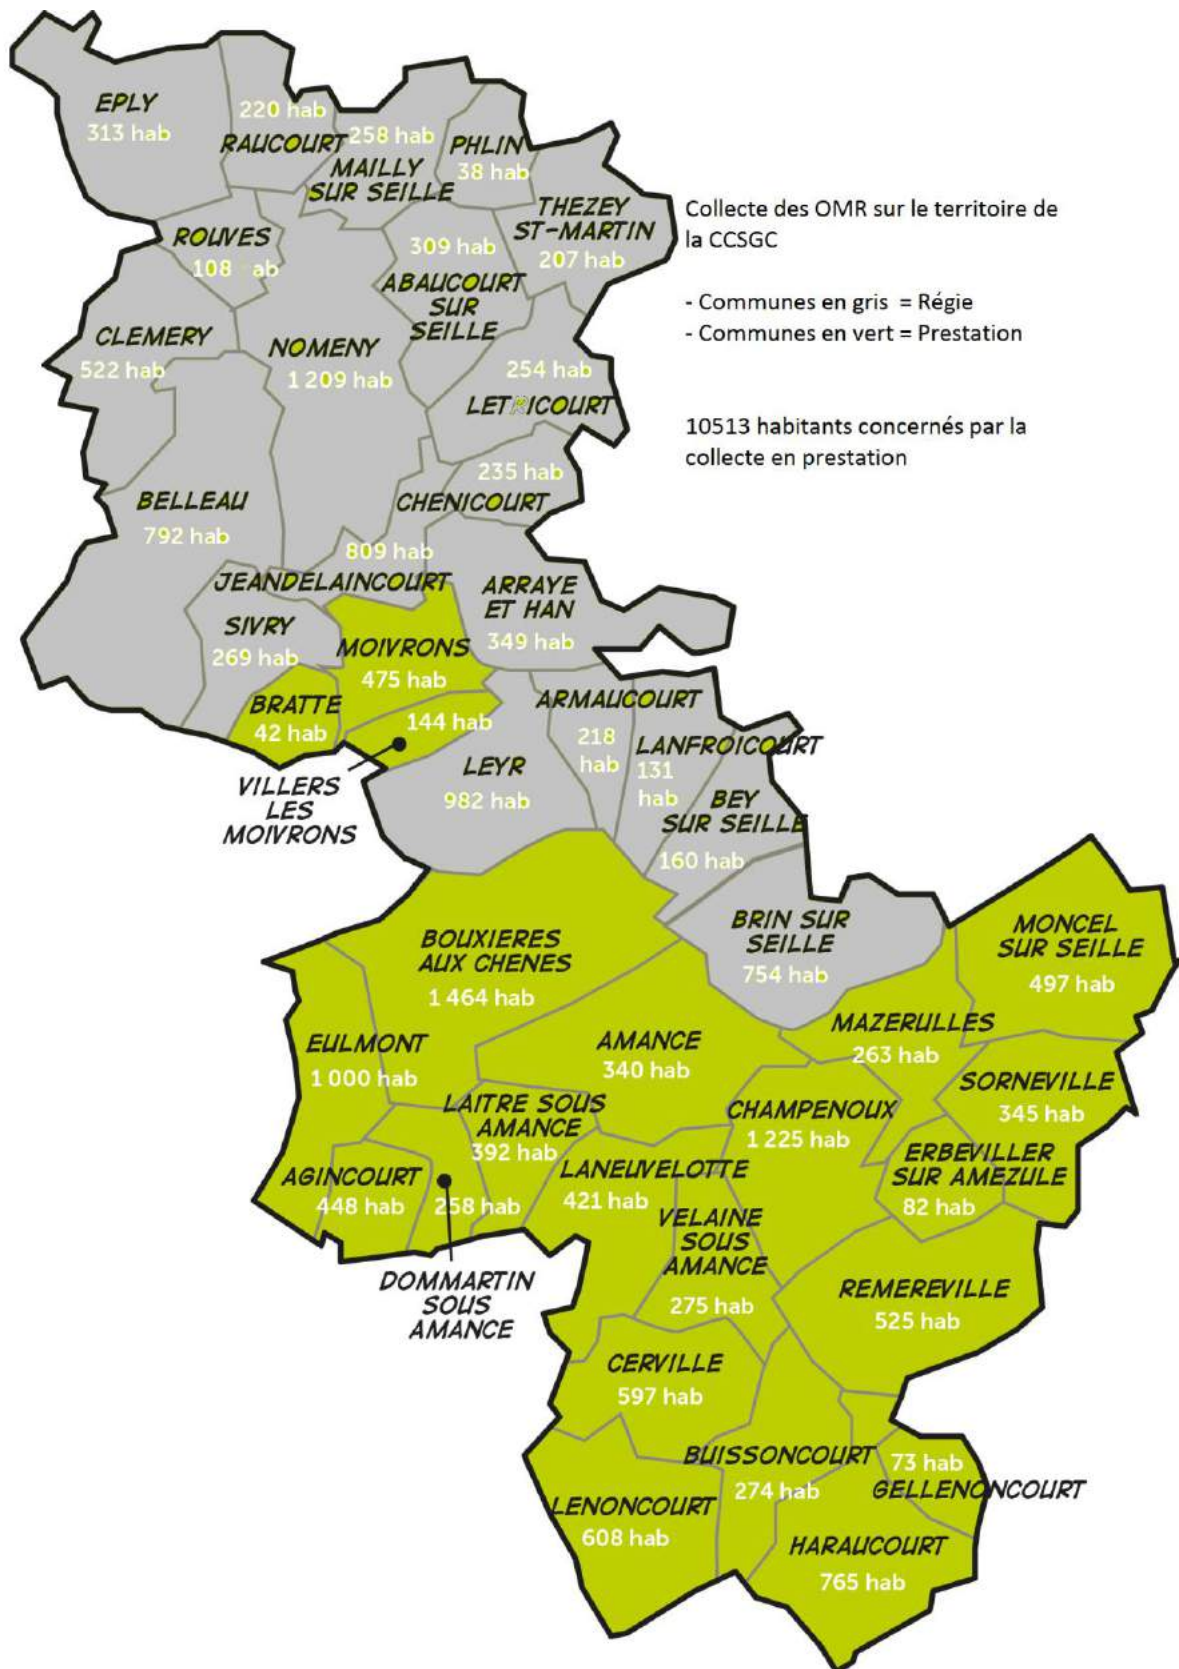 EPLY
313 hab
220 hab
RAUCOURT
258 hab
MAILLY
SUR SEILLE
PHLIN
38 hab
THEZEY
ST-MARTIN
207 hab
Collecte des OMR sur le territoire de
la CCSGC
- Communes en gris = Régie
- Communes en vert = Prestation
10513 habitants concernés par la
collecte en prestation
ROUVES
108 ab
309 hab
ABAUCOURT
SUR
SEILLE
CLEMERY
522 hab
NOMENY
1 209 hab
254 hab
LETRICOURT
235 hab
CHENICOURT
BELLEAU
792 hab
809 hab
JEANDELAINCOURT
ARRAYE
ET HAN
349 hab
SIVRY
269 hab
MOIVRONS
475 hab
BRATTE
42 hab
144 hab
VILLERS
LES
MOIVRONS
ARMAUCOURT
218
hab
LANFROICOURT
131
hab
LEYR
982 hab
BEY
SUR SEILLE
160 hab
BRIN SUR
SEILLE
754 hab
MONCEL
SUR SEILLE
497 hab
BOUXIERES
AUX CHENES
1 464 hab
EULMONT
1 000 hab
AMANCE
340 hab
MAZERULLES
263 hab
SORNEVILLE
345 hab
LAITRE SOUS
AMANCE
392 hab
CHAMPENOUX
1 225 hab
ERBEVILLER
SUR AMEZULE
82 hab
AGINCOURT
448 hab
258 hab
DOMMARTIN
SOUS
AMANCE
LANEUVELOTTE
421 hab
VELAINE
SOUS
AMANCE
275 hab
REMEREVILLE
525 hab
CERVILLE
597 hab
BUISSONCOURT
274 hab
73 hab
GELLENONCOURT
LENONCOURT
608 hab
HARAUCOURT
765 hab